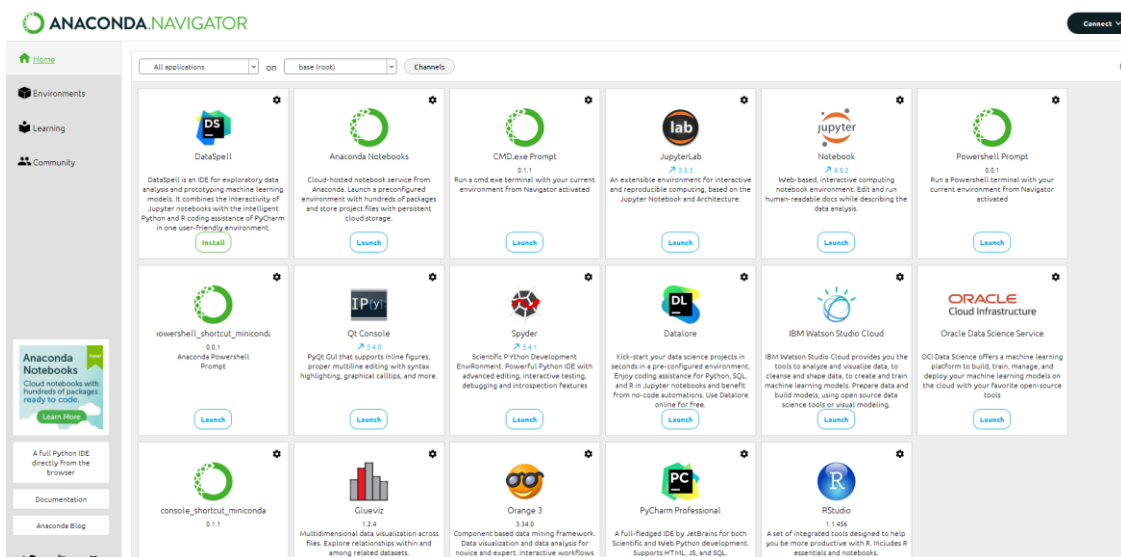 ANACONDA.NAVIGATOR
Connect
Home
Environments
Learning
Community
All applications
on
base (root)
Channels
DS
DataSpell
DataSpell is an IDE for exploratory data
analysis and prototyping machine learning
models. It combines the interactivity of
Jupyter notebooks with the intelligent
Python and R coding assistance of PyCharm
in one user-friendly environment.
Install
Anaconda Notebooks
Cloud-hosted notebook service from
Anaconda. Launch a preconfigured
environment with hundreds of packages
and store project files with persistent
cloud storage.
Launch
CMD.exe Prompt
0.1.1
Run a cmd.exe terminal with your current
environment from Navigator activated
Launch
lab
JupyterLab
3.5.3
An extensible environment for interactive
and reproducible computing, based on the
Jupyter Notebook and Architecture.
Launch
jupyter
Notebook
6.5.2
Web-based, interactive computing
notebook environment. Edit and run
human-readable docs while describing the
data analysis.
Launch
Powershell Prompt
0.0.1
Run a Powershell terminal with your
current environment from Navigator
activated
Launch
powershell_shortcut_miniconda
0.0.1
Anaconda Powershell
Prompt
Launch
IP[y]
Qt Console
5.4.0
PyQt GUI that supports inline figures,
proper multiline editing with syntax
highlighting, graphical calltips, and more.
Launch
Spyder
5.4.1
Scientific PYthon Development
EnviRonment. Powerful Python IDE with
advanced editing, interactive testing,
debugging and introspection features
Launch
DL
Datalore
Kick-start your data science projects in
seconds in a pre-configured environment.
Enjoy coding assistance for Python, SQL,
and R in Jupyter notebooks and benefit
from no-code automations. Use Datalore
online for free.
Launch
IBM Watson Studio Cloud
IBM Watson Studio Cloud provides you the
tools to analyze and visualize data, to
cleanse and shape data, to create and train
machine learning models. Prepare data and
build models, using open source data
science tools or visual modeling.
Launch
ORACLE
Cloud Infrastructure
Oracle Data Science Service
OCI Data Science offers a machine learning
platform to build, train, manage, and
deploy your machine learning models on
the cloud with your favorite open-source
tools
Launch
console_shortcut_miniconda
0.1.1
Glueviz
1.2.4
Multidimensional data visualization across
files. Explore relationships within and
among related datasets.
Orange 3
3.34.0
Component based data mining framework.
Data visualization and data analysis for
novice and expert. Interactive workflows
PC
PyCharm Professional
A full-fledged IDE by JetBrains for both
Scientific and Web Python development.
Supports HTML, JS, and SQL.
R
RStudio
1.1.456
A set of integrated tools designed to help
you be more productive with R. Includes R
essentials and notebooks.
Anaconda
Notebooks
Cloud notebooks with
hundreds of packages
ready to code.
Learn More
A full Python IDE
directly from the
browser
Documentation
Anaconda Blog